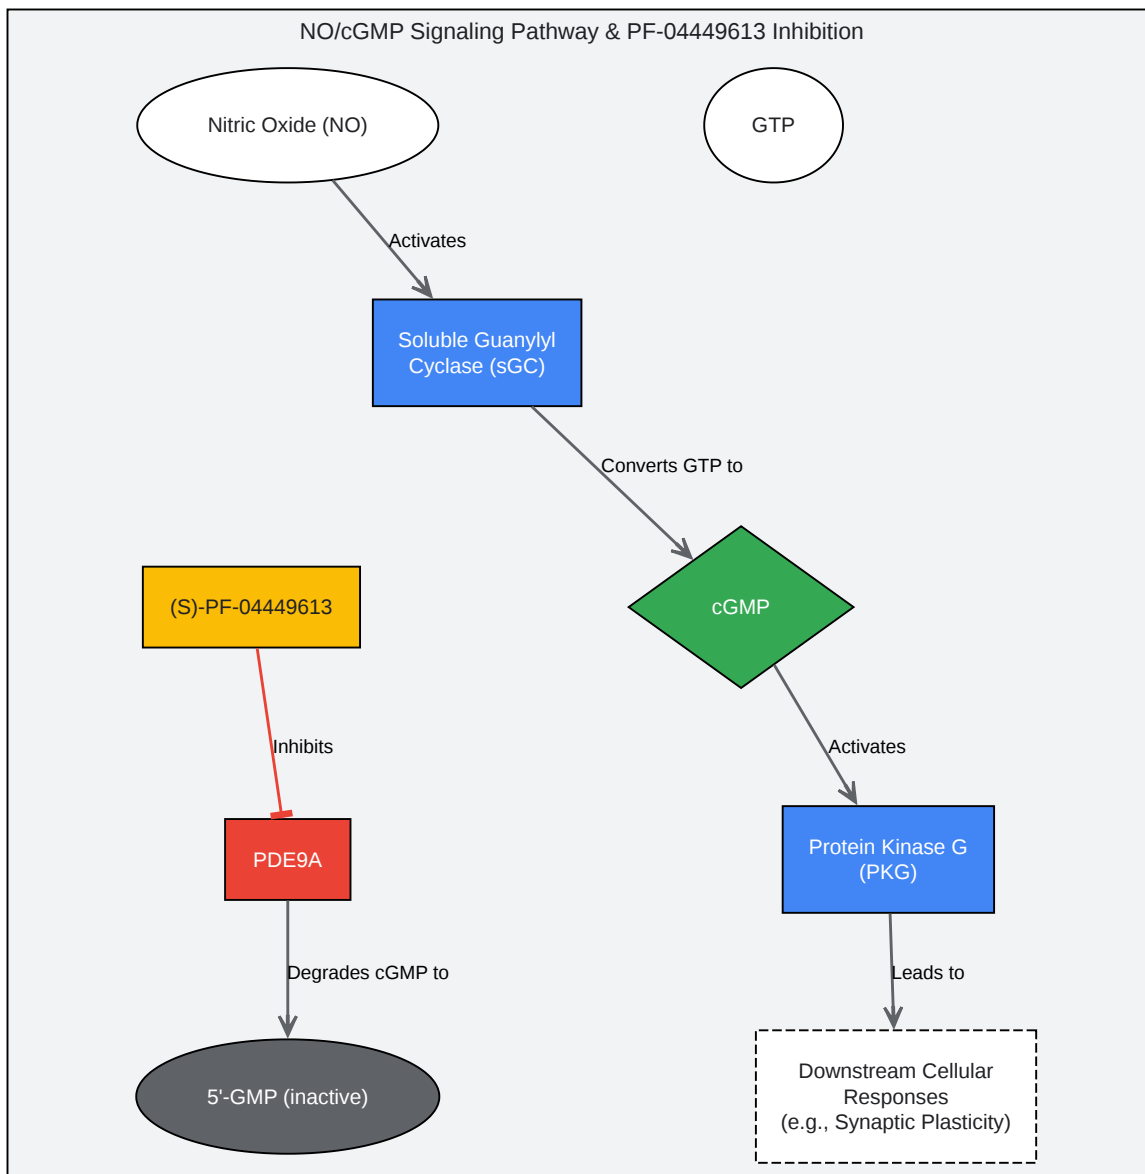 NO/cGMP Signaling Pathway & PF-04449613 Inhibition
Nitric Oxide (NO)
GTP
Activates
Soluble Guanylyl
Cyclase (sGC)
Converts GTP to
cGMP
(S)-PF-04449613
Inhibits
Activates
PDE9A
Protein Kinase G
(PKG)
Degrades cGMP to
Leads to
5'-GMP (inactive)
Downstream Cellular
Responses
(e.g., Synaptic Plasticity)